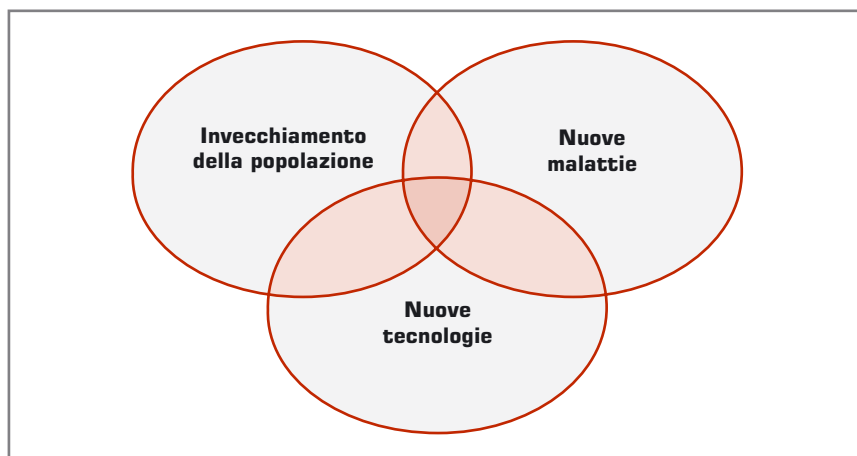 Invecchiamento
della popolazione
Nuove
malattie
Nuove
tecnologie